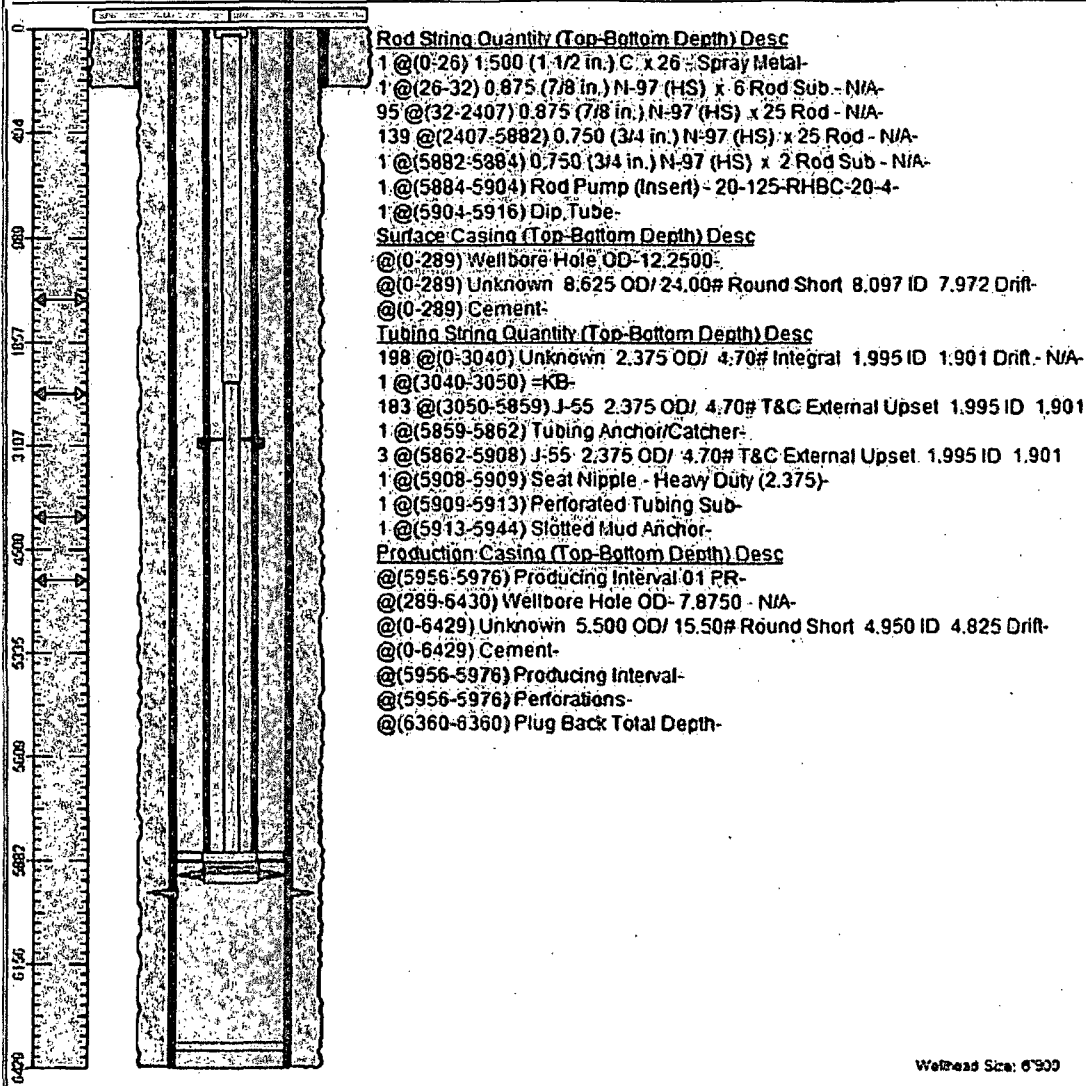 Rod String Quantity (Top-Bottom Depth) Desc
1 @(0-26) 1.500 (1 1/2 in.) C x 26 - Spray Metal-
1 @(26-32) 0.875 (7/8 in.) N-97 (HS) x 6 Rod Sub - N/A-
95 @(32-2407) 0.875 (7/8 in.) N-97 (HS) x 25 Rod - N/A-
139 @(2407-5882) 0.750 (3/4 in.) N-97 (HS) x 25 Rod - N/A-
1 @(5882-5884) 0.750 (3/4 in.) N-97 (HS) x 2 Rod Sub - N/A-
1 @(5884-5904) Rod Pump (Insert) - 20-125-RHBC-20-4-
1 @(5904-5916) Dip Tube-
Surface Casing (Top-Bottom Depth) Desc
@(0-289) Wellbore Hole OD-12.2500-
@(0-289) Unknown 8.625 OD/ 24.00# Round Short 8.097 ID 7.972 Drift-
@(0-289) Cement-
Tubing String Quantity (Top-Bottom Depth) Desc
198 @(0-3040) Unknown 2.375 OD/ 4.70# Integral 1.995 ID 1.901 Drift - N/A-
1 @(3040-3050) =KB-
183 @(3050-5859) J-55 2.375 OD/ 4.70# T&C External Upset 1.995 ID 1.901
1 @(5859-5862) Tubing Anchor/Catcher-
3 @(5862-5908) J-55 2.375 OD/ 4.70# T&C External Upset 1.995 ID 1.901
1 @(5908-5909) Seat Nipple - Heavy Duty (2.375)-
1 @(5909-5913) Perforated Tubing Sub-
1 @(5913-5944) Slotted Mud Anchor-
Production Casing (Top-Bottom Depth) Desc
@(5956-5976) Producing Interval 01 PR-
@(289-6430) Wellbore Hole OD- 7.8750 - N/A-
@(0-6429) Unknown 5.500 OD/ 15.50# Round Short 4.950 ID 4.825 Drift-
@(0-6429) Cement-
@(5956-5976) Producing Interval-
@(5956-5976) Perforations-
@(6360-6360) Plug Back Total Depth-
0
1857
3107
4500
5609
5882
6156
6429
Wellhead Size: